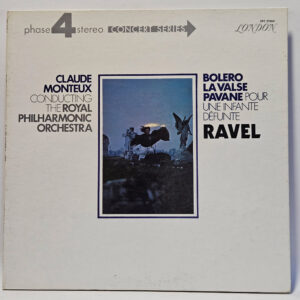 phase 4 stereo CONCERT SERIES
LONDON
CLAUDE
MONTEUX
CONDUCTING
THE ROYAL
PHILHARMONIC
ORCHESTRA
BOLERO
LA VALSE
PAVANE POUR
UNE INFANTE
DÉFUNTE
RAVEL